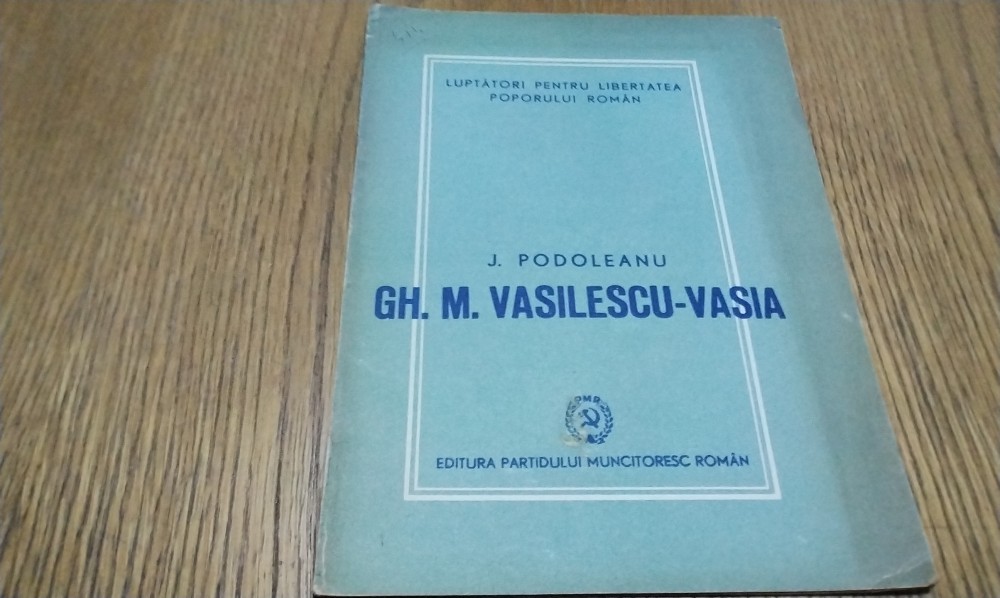 LUPTĂTORI PENTRU LIBERTATEA
POPORULUI ROMÂN
J. PODOLEANU
GH. M. VASILESCU-VASIA
PMR
EDITURA PARTIDULUI MUNCITORESC ROMÂN